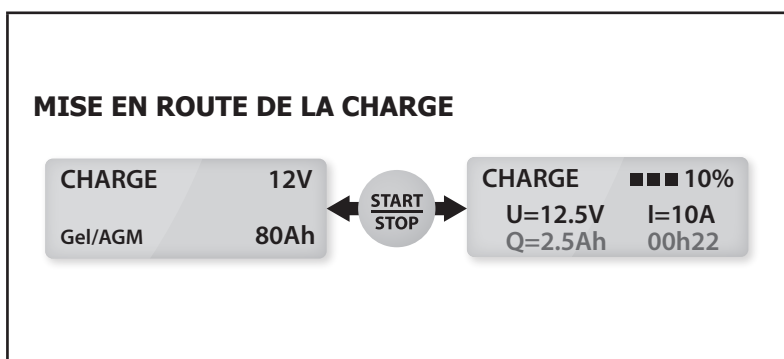 MISE EN ROUTE DE LA CHARGE
CHARGE 12V
Gel/AGM 80Ah
START
STOP
CHARGE 10%
U=12.5V I=10A
Q=2.5Ah 00h22